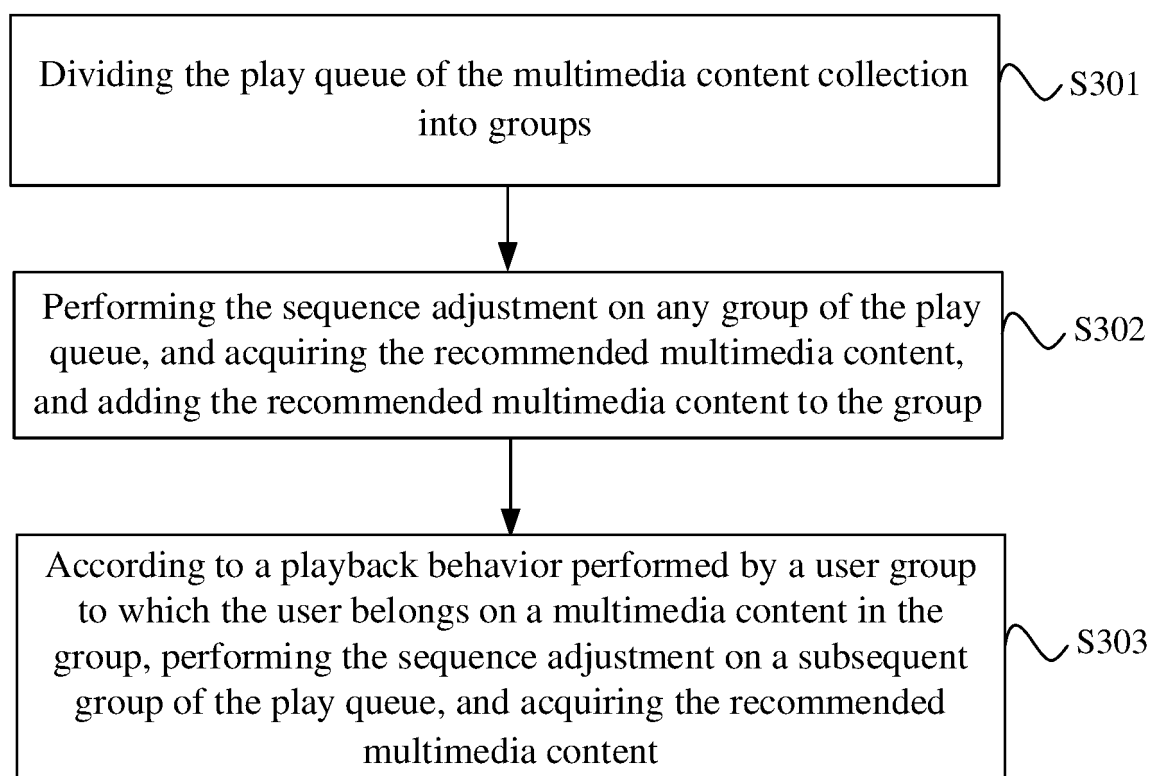 Dividing the play queue of the multimedia content collection
into groups
S301
Performing the sequence adjustment on any group of the play
queue, and acquiring the recommended multimedia content,
and adding the recommended multimedia content to the group
S302
According to a playback behavior performed by a user group
to which the user belongs on a multimedia content in the
group, performing the sequence adjustment on a subsequent
group of the play queue, and acquiring the recommended
multimedia content
S303